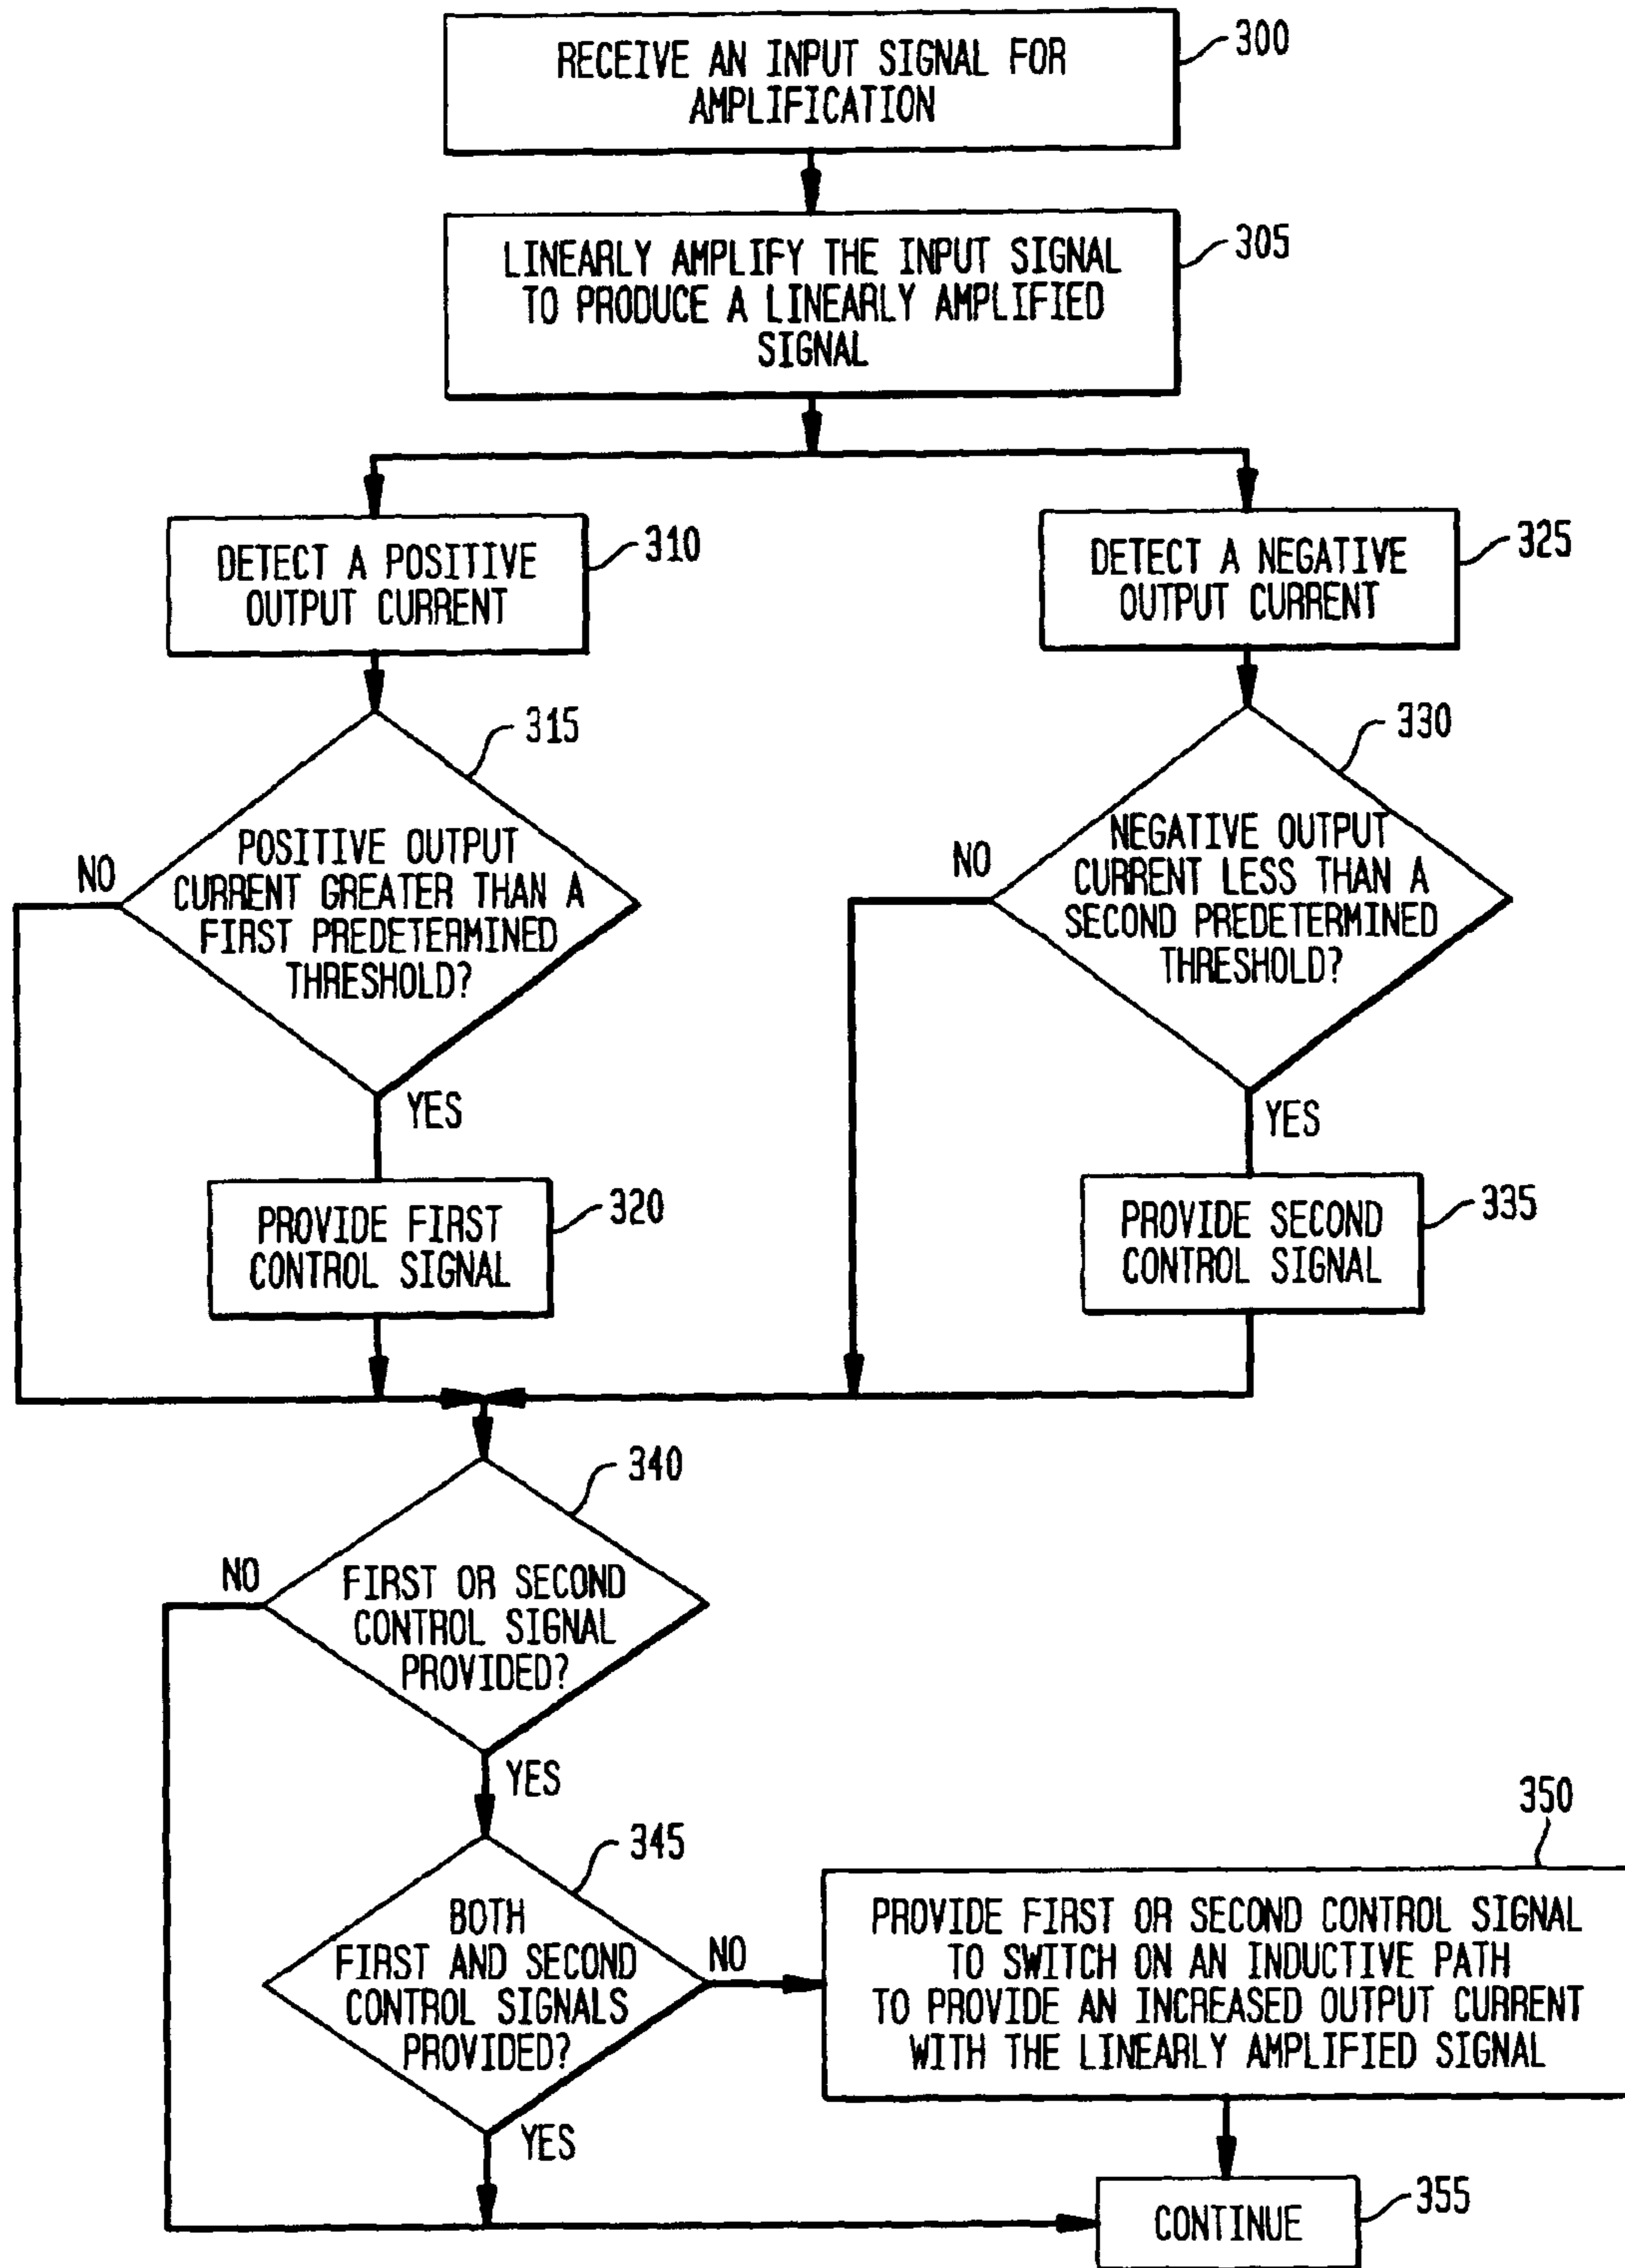 RECEIVE AN INPUT SIGNAL FOR
AMPLIFICATION
300
LINEARLY AMPLIFY THE INPUT SIGNAL
TO PRODUCE A LINEARLY AMPLIFIED
SIGNAL
305
DETECT A POSITIVE
OUTPUT CURRENT
310
DETECT A NEGATIVE
OUTPUT CURRENT
325
315
POSITIVE OUTPUT
CURRENT GREATER THAN A
FIRST PREDETERMINED
THRESHOLD?
NO
YES
330
NEGATIVE OUTPUT
CURRENT LESS THAN A
SECOND PREDETERMINED
THRESHOLD?
NO
YES
PROVIDE FIRST
CONTROL SIGNAL
320
PROVIDE SECOND
CONTROL SIGNAL
335
340
NO
FIRST OR SECOND
CONTROL SIGNAL
PROVIDED?
YES
345
BOTH
FIRST AND SECOND
CONTROL SIGNALS
PROVIDED?
NO
YES
350
PROVIDE FIRST OR SECOND CONTROL SIGNAL
TO SWITCH ON AN INDUCTIVE PATH
TO PROVIDE AN INCREASED OUTPUT CURRENT
WITH THE LINEARLY AMPLIFIED SIGNAL
CONTINUE
355